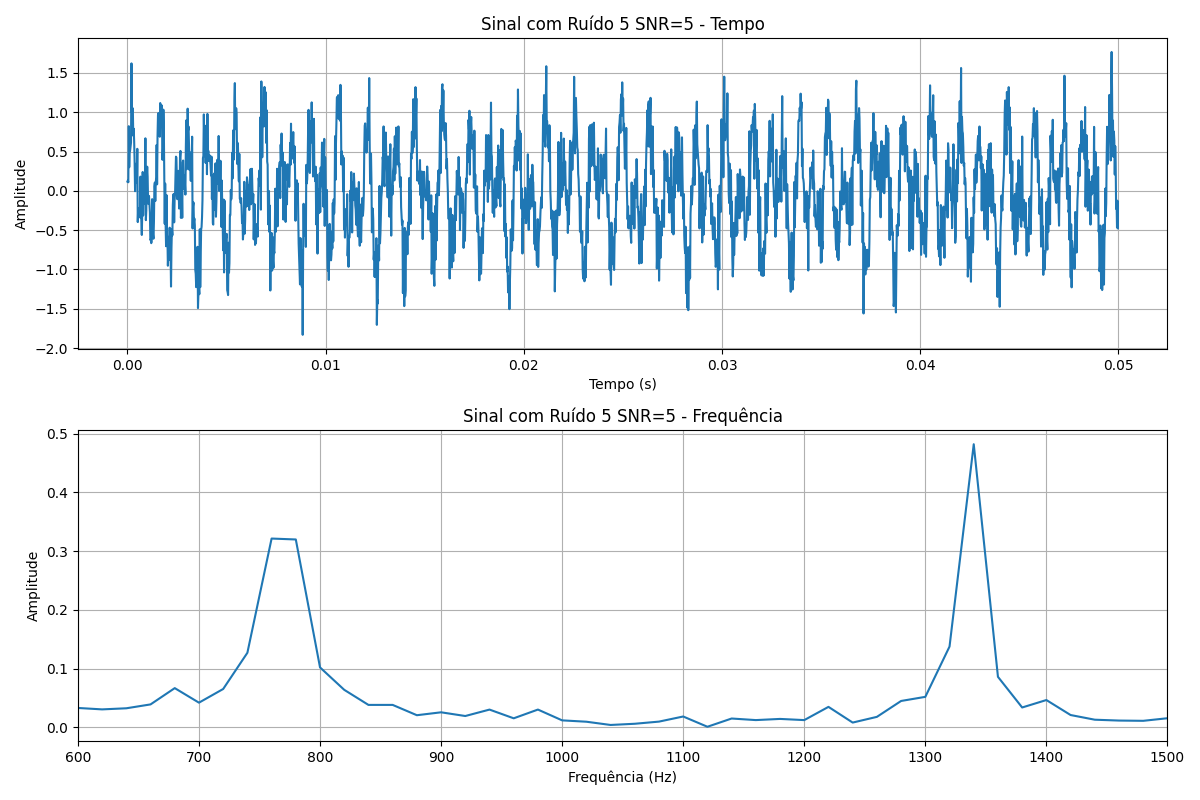 Sinal com Ruído 5 SNR=5 - Tempo
Amplitude
1.5
1.0
0.5
0.0
−0.5
−1.0
−1.5
−2.0
0.00 0.01 0.02 0.03 0.04 0.05
Tempo (s)
Sinal com Ruído 5 SNR=5 - Frequência
Amplitude
0.5
0.4
0.3
0.2
0.1
0.0
600 700 800 900 1000 1100 1200 1300 1400 1500
Frequência (Hz)